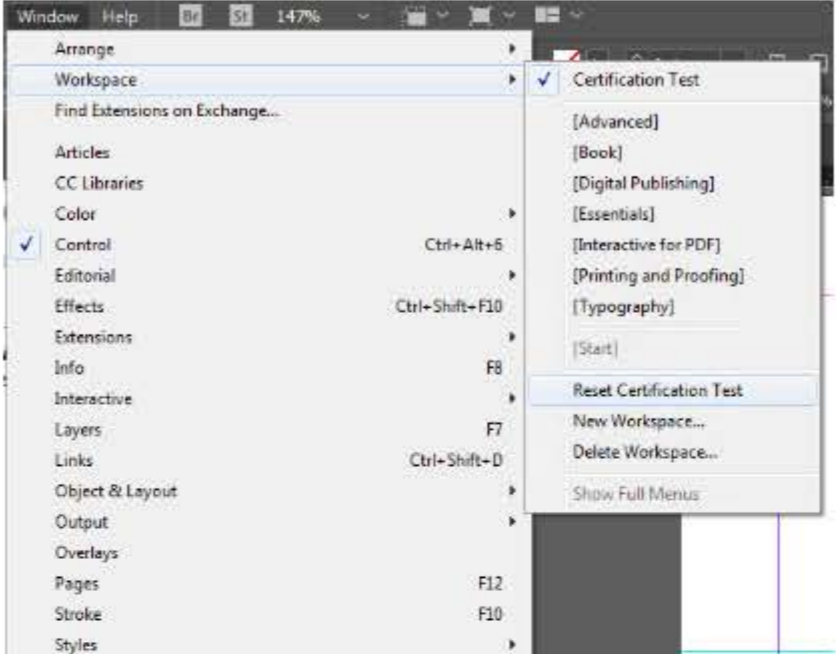 Window Help Br St 147%
Arrange
Workspace
Find Extensions on Exchange...
Articles
CC Libraries
Color
Control Ctrl+Alt+6
Editorial
Effects Ctrl+Shift+F10
Extensions
Info F8
Interactive
Layers F7
Links Ctrl+Shift+D
Object & Layout
Output
Overlays
Pages F12
Stroke F10
Styles
Certification Test
[Advanced]
[Book]
[Digital Publishing]
[Essentials]
[Interactive for PDF]
[Printing and Proofing]
[Typography]
[Start]
Reset Certification Test
New Workspace...
Delete Workspace...
Show Full Menus